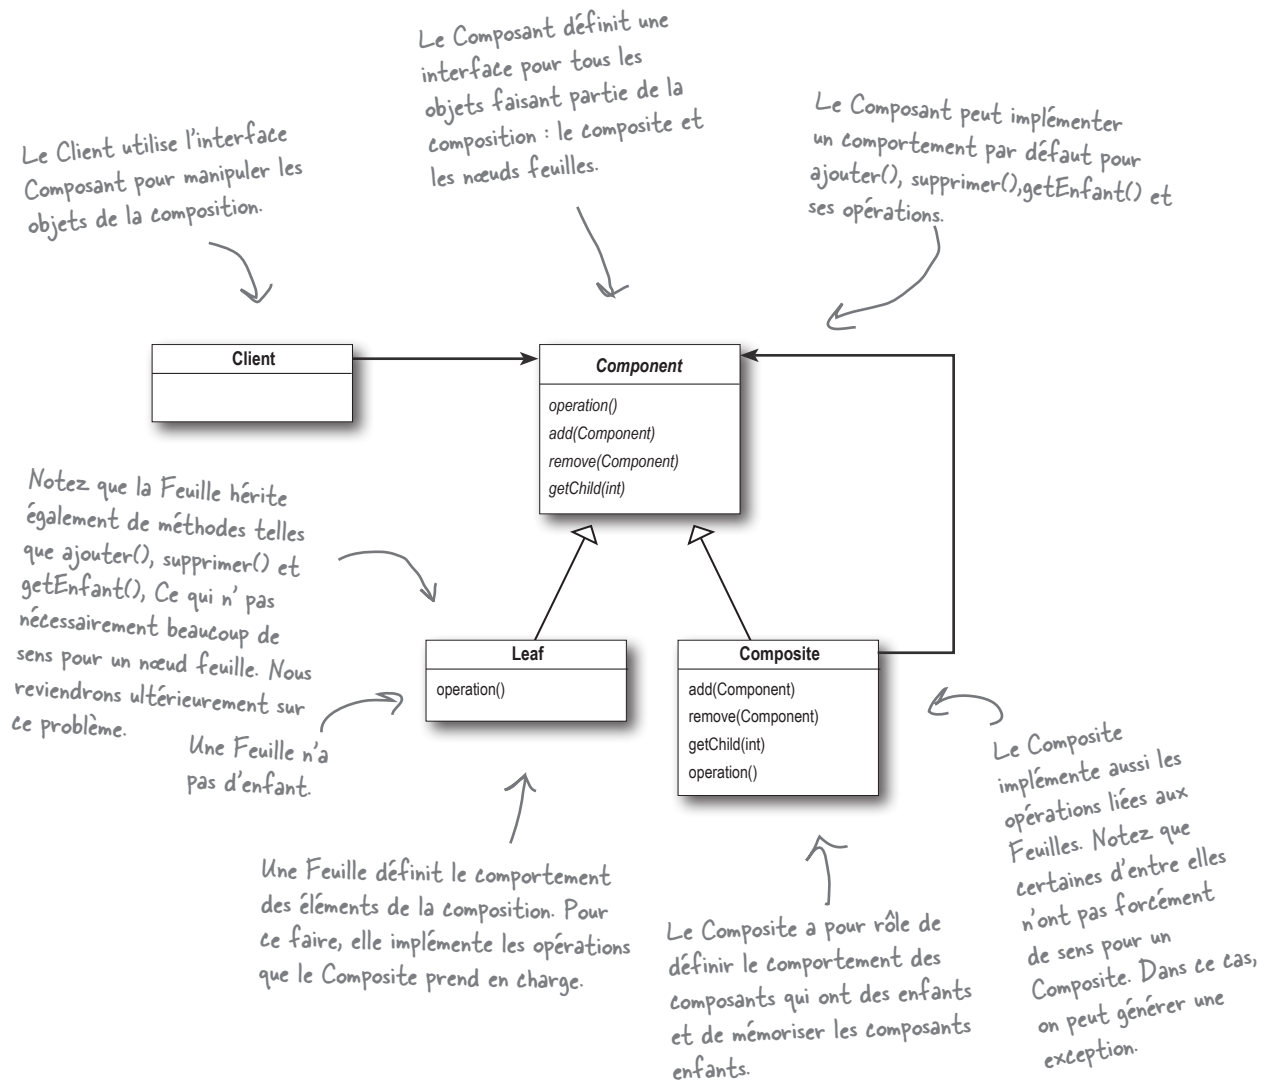 Le Composant définit une
interface pour tous les
objets faisant partie de la
composition : le composite et
les nœuds feuilles.
Le Composant peut implémenter
un comportement par défaut pour
ajouter(), supprimer(),getEnfant() et
ses opérations.
Le Client utilise l'interface
Composant pour manipuler les
objets de la composition.
Client
Component
operation()
add(Component)
remove(Component)
getChild(int)
Notez que la Feuille hérite
également de méthodes telles
que ajouter(), supprimer() et
getEnfant(), Ce qui n' pas
nécessairement beaucoup de
sens pour un nœud feuille. Nous
reviendrons ultérieurement sur
ce problème.
Leaf
operation()
Composite
add(Component)
remove(Component)
getChild(int)
operation()
Une Feuille n'a
pas d'enfant.
Le Composite
implémente aussi les
opérations liées aux
Feuilles. Notez que
certaines d'entre elles
n'ont pas forcément
de sens pour un
Composite. Dans ce cas,
on peut générer une
exception.
Une Feuille définit le comportement
des éléments de la composition. Pour
ce faire, elle implémente les opérations
que le Composite prend en charge.
Le Composite a pour rôle de
définir le comportement des
composants qui ont des enfants
et de mémoriser les composants
enfants.